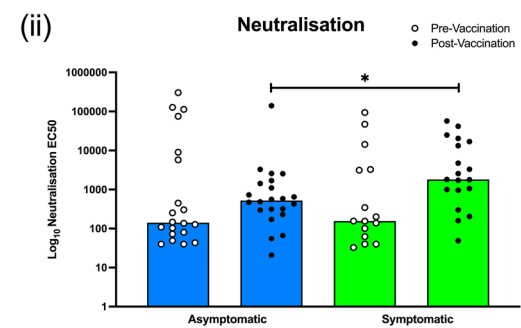 (ii)
Neutralisation
Pre-Vaccination
Post-Vaccination
*
Log10 Neutralisation EC50
1000000
100000
10000
1000
100
10
1
Asymptomatic
Symptomatic